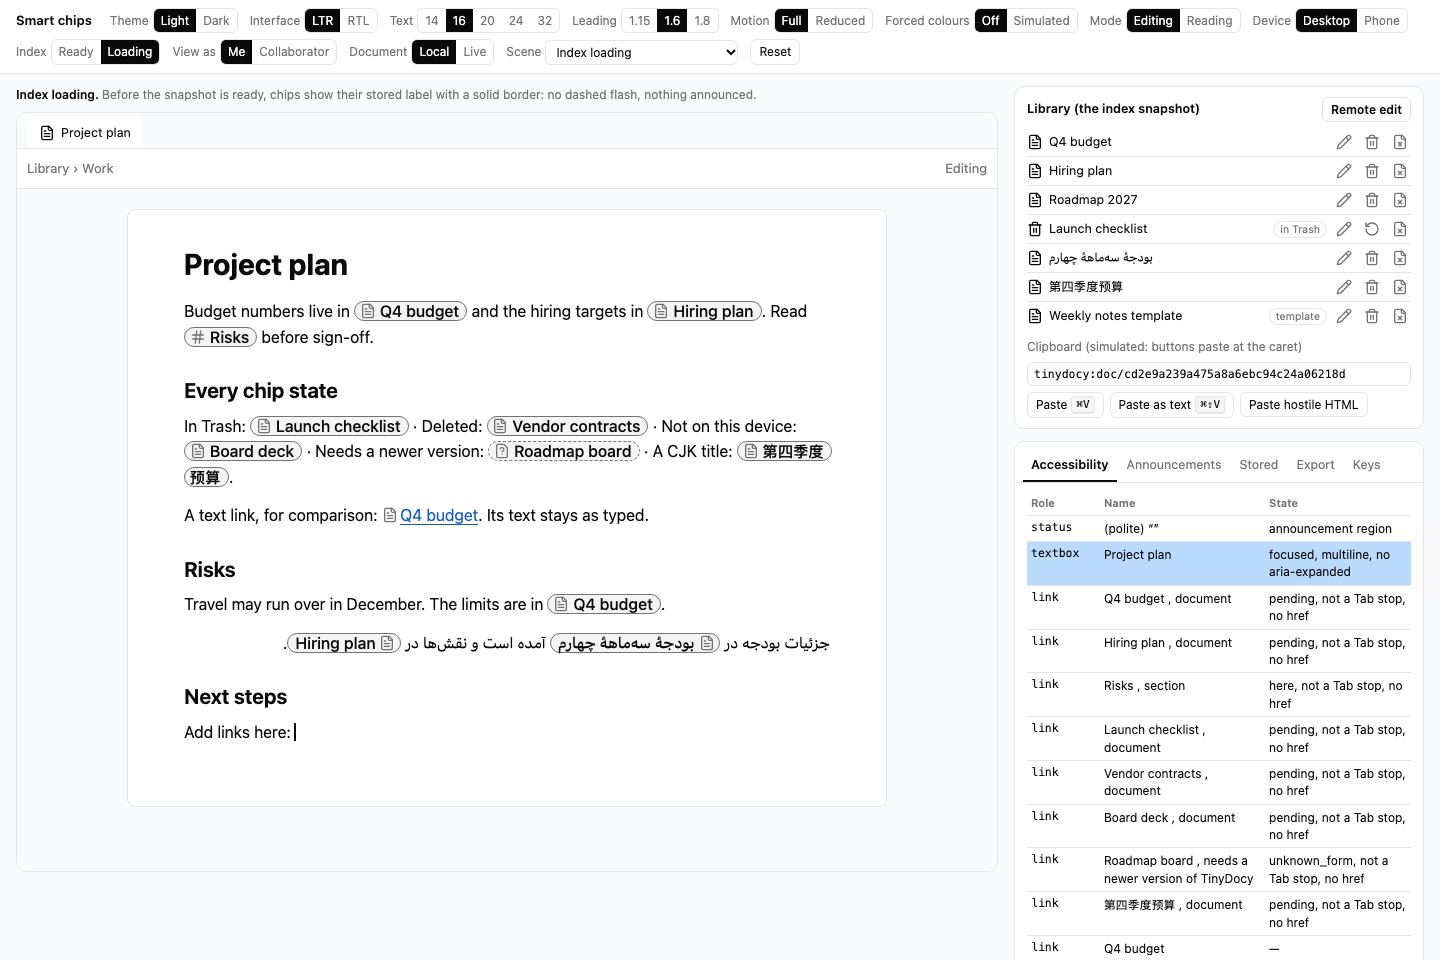 Smart chips Theme Light Dark Interface LTR RTL Text 14 16 20 24 32 Leading 1.15 1.6 1.8 Motion Full Reduced Forced colours Off Simulated Mode Editing Reading Device Desktop Phone
Index Ready Loading View as Me Collaborator Document Local Live Scene Index loading Reset
Index loading. Before the snapshot is ready, chips show their stored label with a solid border: no dashed flash, nothing announced.
Project plan
Library › Work Editing
Project plan
Budget numbers live in Q4 budget and the hiring targets in Hiring plan. Read
# Risks before sign-off.
Every chip state
In Trash: Launch checklist · Deleted: Vendor contracts · Not on this device:
Board deck · Needs a newer version: Roadmap board · A CJK title: 第四季度
预算.
A text link, for comparison: Q4 budget. Its text stays as typed.
Risks
Travel may run over in December. The limits are in Q4 budget.
جزئیات بودجه در بودجهٔ سه‌ماههٔ چهارم آمده است و نقش‌ها در Hiring plan.
Next steps
Add links here:
Library (the index snapshot) Remote edit
Q4 budget
Hiring plan
Roadmap 2027
Launch checklist in Trash
بودجهٔ سه‌ماههٔ چهارم
第四季度预算
Weekly notes template template
Clipboard (simulated: buttons paste at the caret)
tinydocy:doc/cd2e9a239a475a8a6ebc94c24a06218d
Paste ⌘V Paste as text ⌘⇧V Paste hostile HTML
Accessibility Announcements Stored Export Keys
Role Name State
status (polite) “” announcement region
textbox Project plan focused, multiline, no
aria-expanded
link Q4 budget , document pending, not a Tab stop,
no href
link Hiring plan , document pending, not a Tab stop,
no href
link Risks , section here, not a Tab stop, no
href
link Launch checklist , pending, not a Tab stop,
document no href
link Vendor contracts , pending, not a Tab stop,
document no href
link Board deck , document pending, not a Tab stop,
no href
link Roadmap board , needs a unknown_form, not a
newer version of TinyDocy Tab stop, no href
link 第四季度预算 , document pending, not a Tab stop,
no href
link Q4 budget —